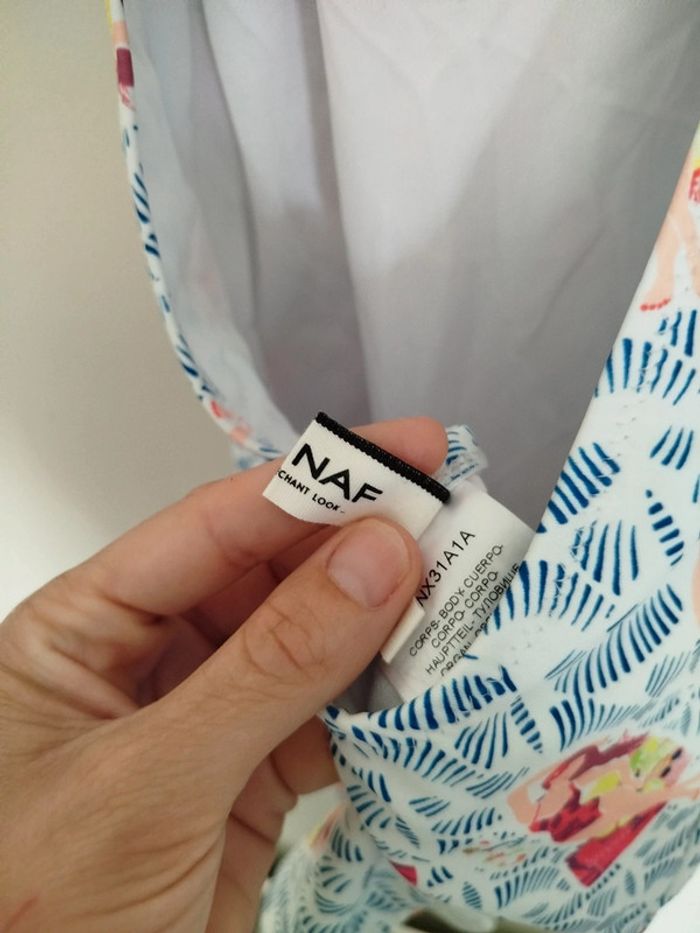 NAF
CHANT LOOK -
NX31A1A
CORPS- BODY- CUERPO-
CORPO- CORPO-
HAUPTTEIL- ТУЛОВИЩЕ